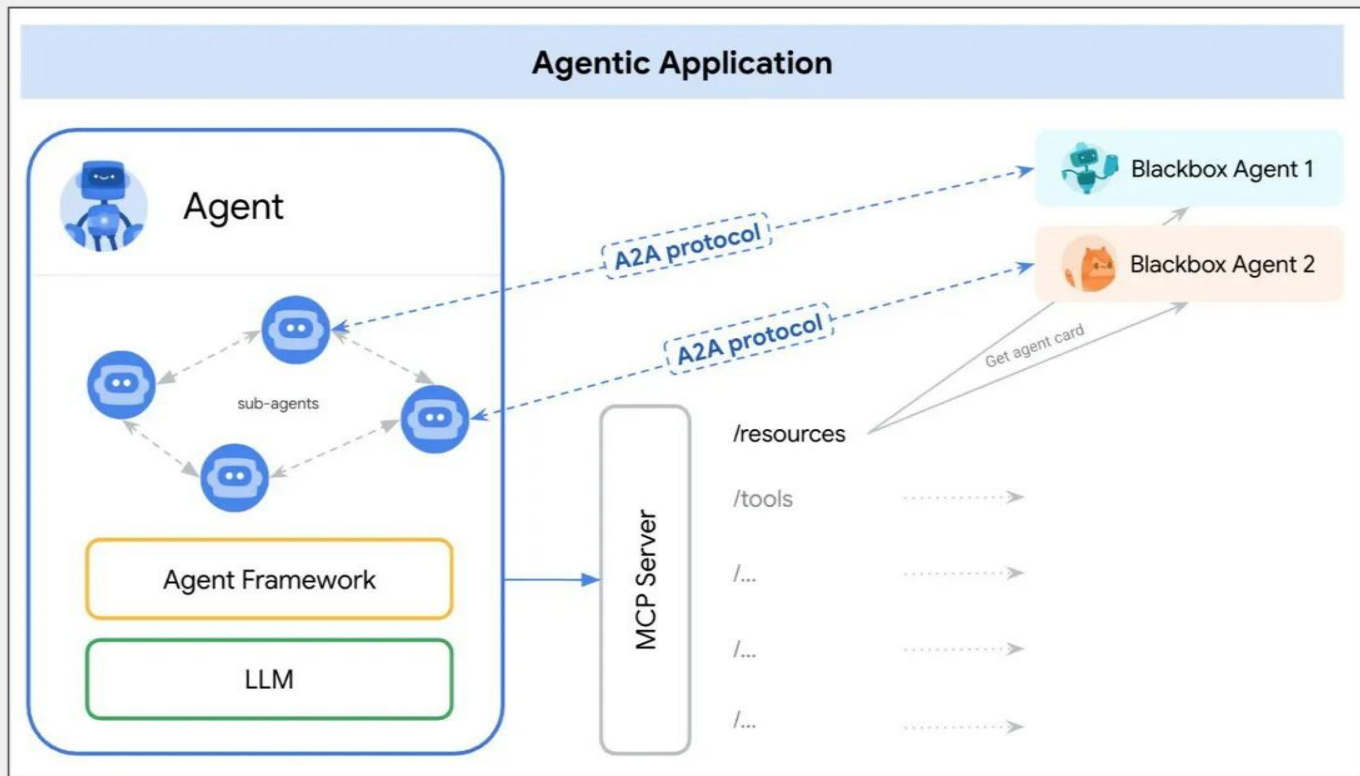 Agentic Application
Agent
Blackbox Agent 1
A2A protocol
Blackbox Agent 2
A2A protocol
Get agent card
sub-agents
/resources
/tools
MCP Server
Agent Framework
/...
/...
LLM
/...